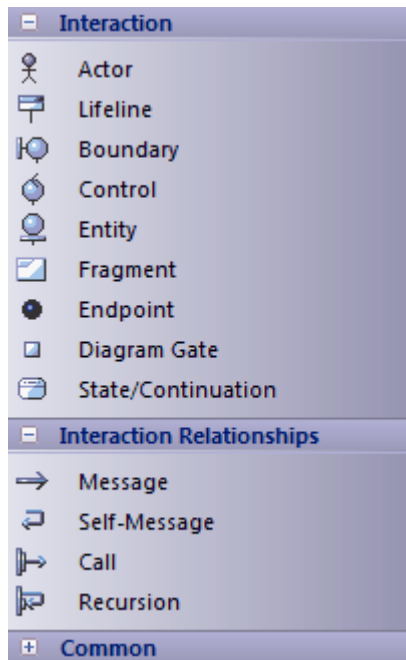 Interaction
Actor
Lifeline
Boundary
Control
Entity
Fragment
Endpoint
Diagram Gate
State/Continuation
Interaction Relationships
Message
Self-Message
Call
Recursion
Common